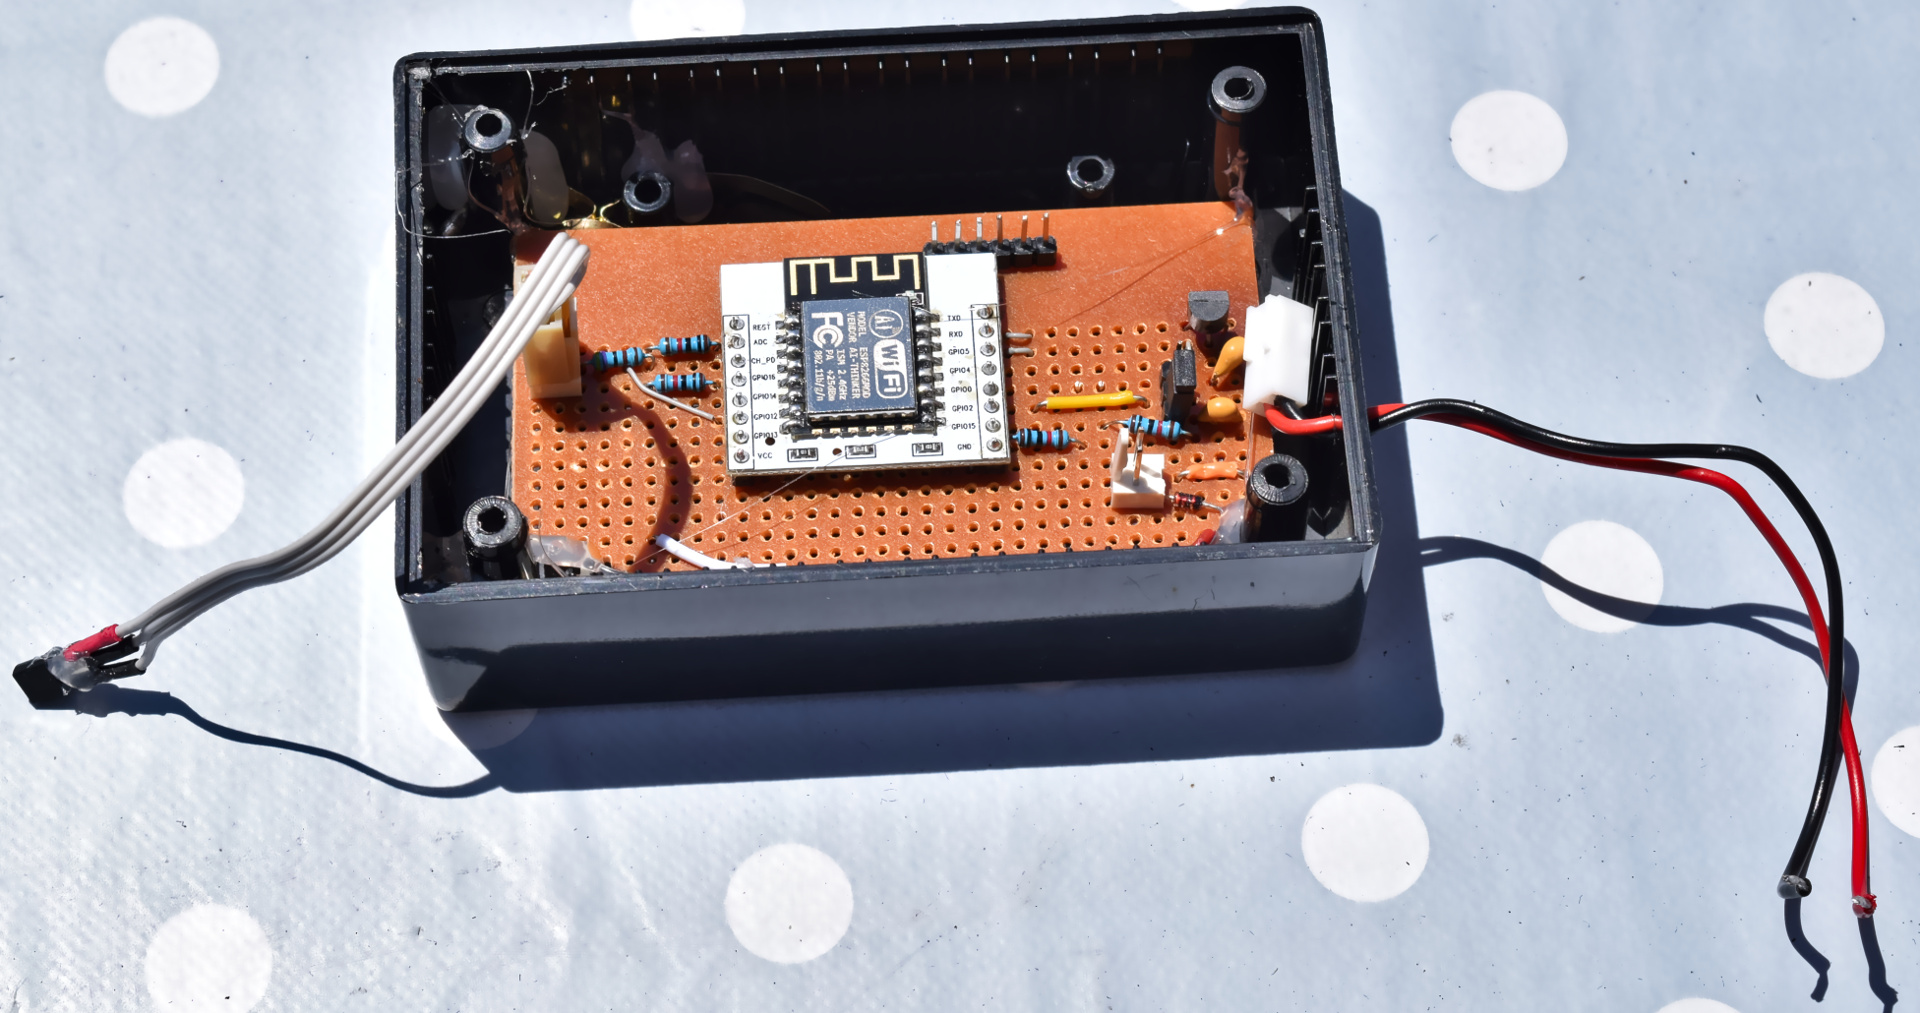 REST
ADC
CH_PD
GPIO16
GPIO14
GPIO12
GPIO13
VCC
TXD
RXD
GPIO5
GPIO4
GPIO0
GPIO2
GPIO15
GND
AI
WiFi
FC
MODEL ESP8266MOD
VENDOR AI-THINKER
ISM 2.4GHz
PA +25dBm
802.11b/g/n